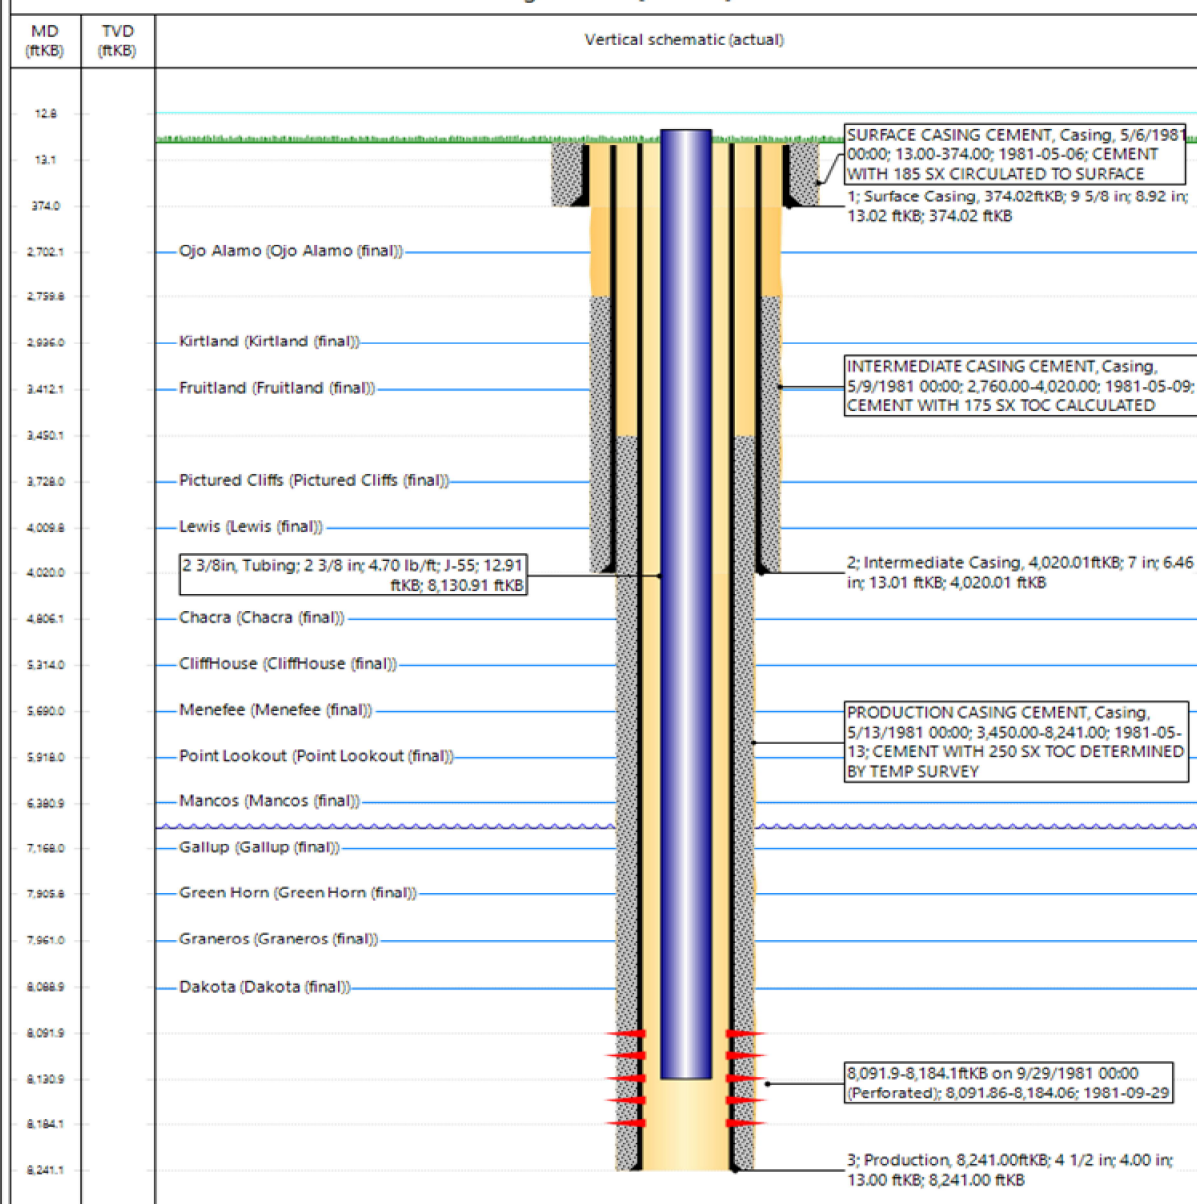 MD
(ftKB)
TVD
(ftKB)
Vertical schematic (actual)
12.8
13.1
374.0
2,702.1
2,759.8
2,936.0
3,412.1
3,450.1
3,728.0
4,009.8
4,020.0
4,806.1
5,314.0
5,690.0
5,918.0
6,380.9
7,168.0
7,905.8
7,961.0
8,088.9
8,091.9
8,130.9
8,184.1
8,241.1
SURFACE CASING CEMENT, Casing, 5/6/1981
00:00; 13.00-374.00; 1981-05-06; CEMENT
WITH 185 SX CIRCULATED TO SURFACE
1; Surface Casing, 374.02ftKB; 9 5/8 in; 8.92 in;
13.02 ftKB; 374.02 ftKB
Ojo Alamo (Ojo Alamo (final))
Kirtland (Kirtland (final))
INTERMEDIATE CASING CEMENT, Casing,
5/9/1981 00:00; 2,760.00-4,020.00; 1981-05-09;
CEMENT WITH 175 SX TOC CALCULATED
Fruitland (Fruitland (final))
Pictured Cliffs (Pictured Cliffs (final))
Lewis (Lewis (final))
2 3/8in, Tubing; 2 3/8 in; 4.70 lb/ft; J-55; 12.91
ftKB; 8,130.91 ftKB
2; Intermediate Casing, 4,020.01ftKB; 7 in; 6.46
in; 13.01 ftKB; 4,020.01 ftKB
Chacra (Chacra (final))
CliffHouse (CliffHouse (final))
Menefee (Menefee (final))
PRODUCTION CASING CEMENT, Casing,
5/13/1981 00:00; 3,450.00-8,241.00; 1981-05-
13; CEMENT WITH 250 SX TOC DETERMINED
BY TEMP SURVEY
Point Lookout (Point Lookout (final))
Mancos (Mancos (final))
Gallup (Gallup (final))
Green Horn (Green Horn (final))
Graneros (Graneros (final))
Dakota (Dakota (final))
8,091.9-8,184.1ftKB on 9/29/1981 00:00
(Perforated); 8,091.86-8,184.06; 1981-09-29
3; Production, 8,241.00ftKB; 4 1/2 in; 4.00 in;
13.00 ftKB; 8,241.00 ftKB